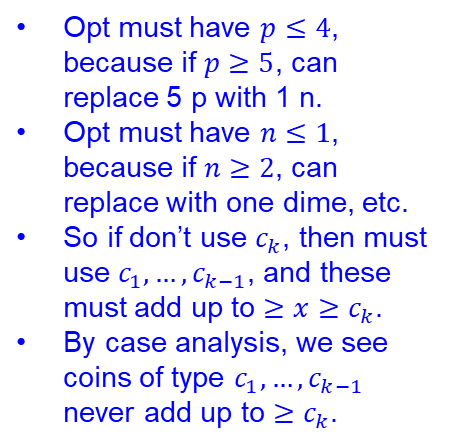 • Opt must have p ≤ 4,
because if p ≥ 5, can
replace 5 p with 1 n.
• Opt must have n ≤ 1,
because if n ≥ 2, can
replace with one dime, etc.
• So if don't use cₖ, then must
use c₁, …, cₖ₋₁, and these
must add up to ≥ x ≥ cₖ.
• By case analysis, we see
coins of type c₁, …, cₖ₋₁
never add up to ≥ cₖ.